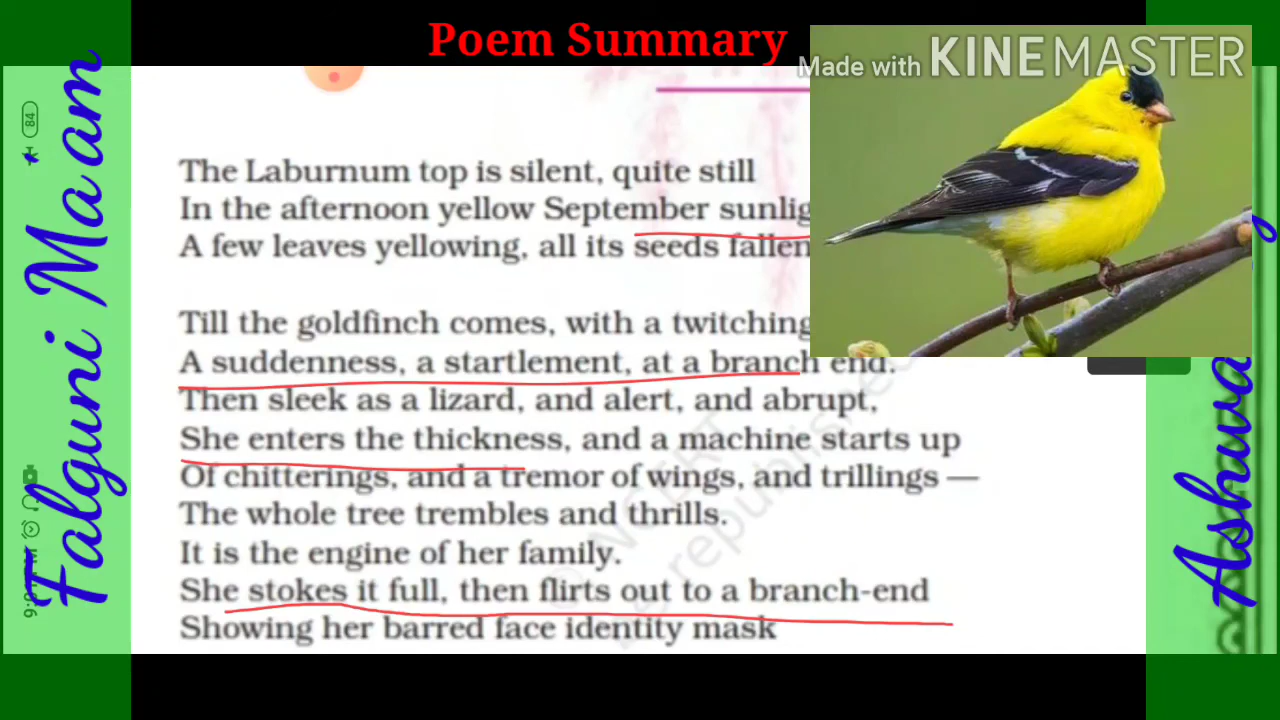 Poem Summary
Made with KINEMASTER
Falguni Ma'am
84
The Laburnum top is silent, quite still
In the afternoon yellow September
A few leaves yellowing, all its seeds fallen
Till the goldfinch comes, with a twitching
A suddenness, a startlement, at a branch end.
Then sleek as a lizard, and alert, and abrupt,
She enters the thickness, and a machine starts up
Of chitterings, and a tremor of wings, and trillings —
The whole tree trembles and thrills.
It is the engine of her family.
She stokes it full, then flirts out to a branch-end
Showing her barred face identity mask
© NCERT
republished